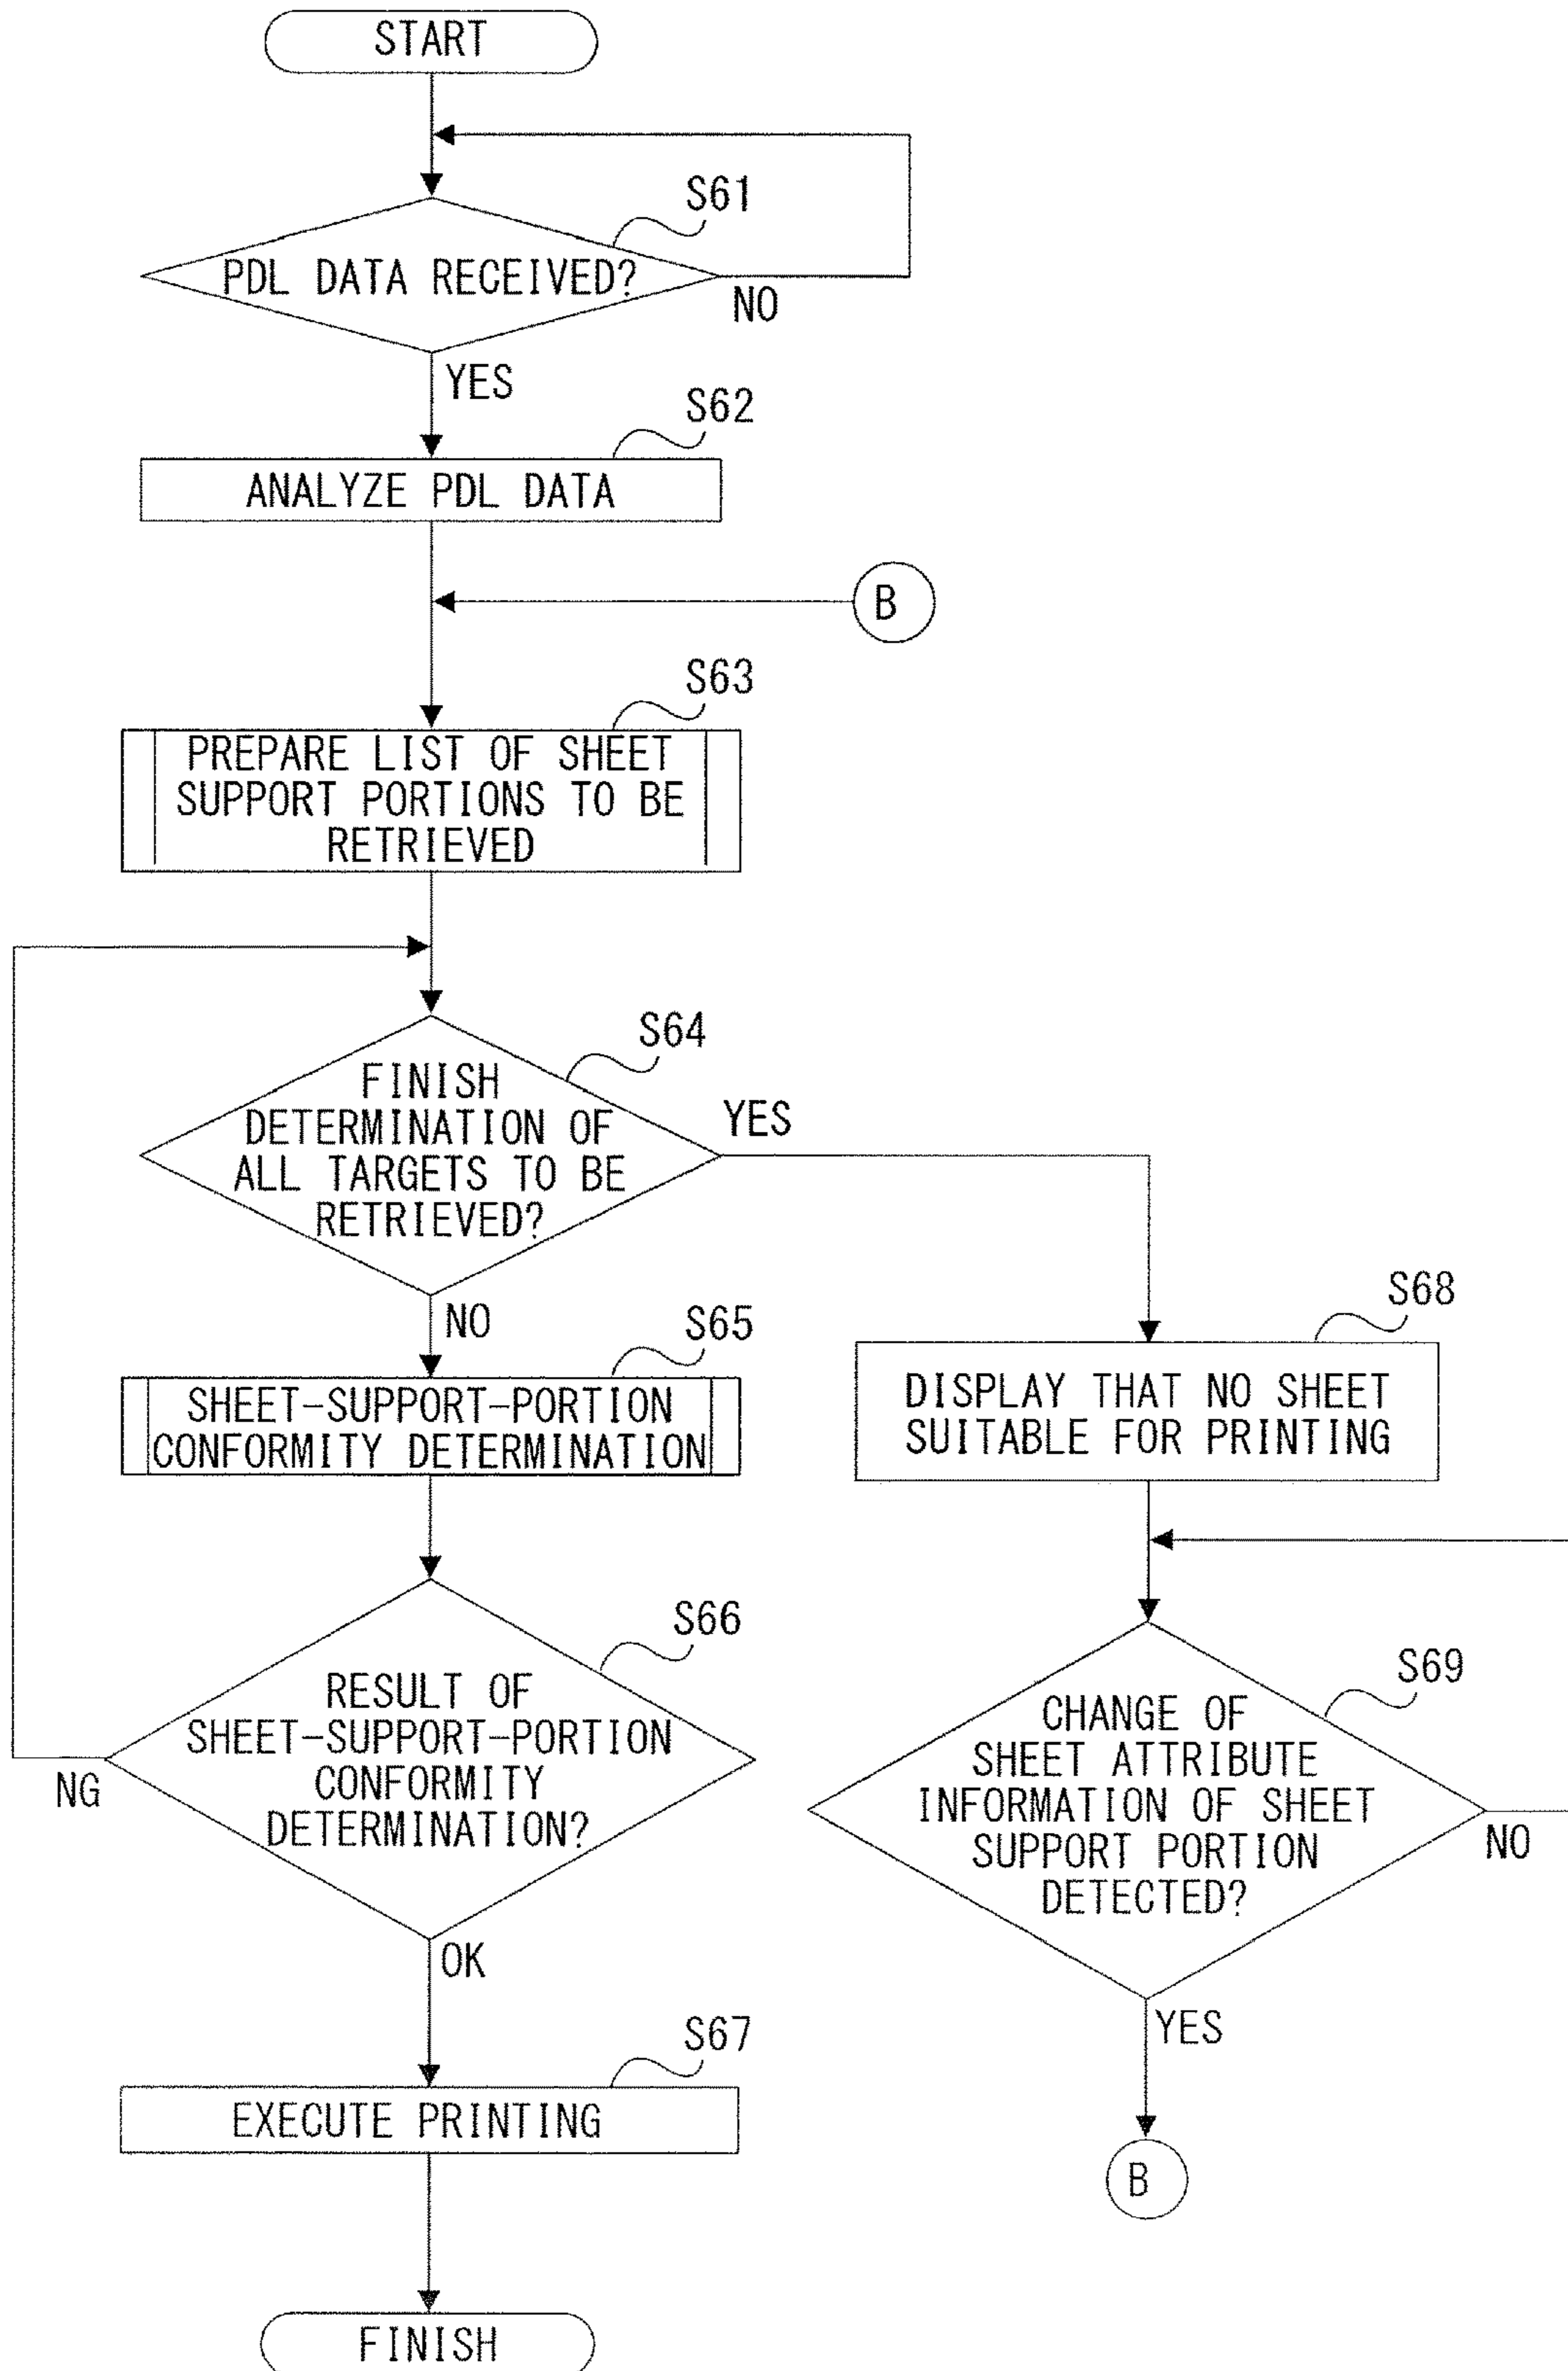 START
S61
PDL DATA RECEIVED?
NO
YES
S62
ANALYZE PDL DATA
B
S63
PREPARE LIST OF SHEET
SUPPORT PORTIONS TO BE
RETRIEVED
S64
FINISH
DETERMINATION OF
ALL TARGETS TO BE
RETRIEVED?
YES
NO
S65
SHEET-SUPPORT-PORTION
CONFORMITY DETERMINATION
S66
RESULT OF
SHEET-SUPPORT-PORTION
CONFORMITY
DETERMINATION?
NG
OK
S67
EXECUTE PRINTING
FINISH
S68
DISPLAY THAT NO SHEET
SUITABLE FOR PRINTING
S69
CHANGE OF
SHEET ATTRIBUTE
INFORMATION OF SHEET
SUPPORT PORTION
DETECTED?
NO
YES
B